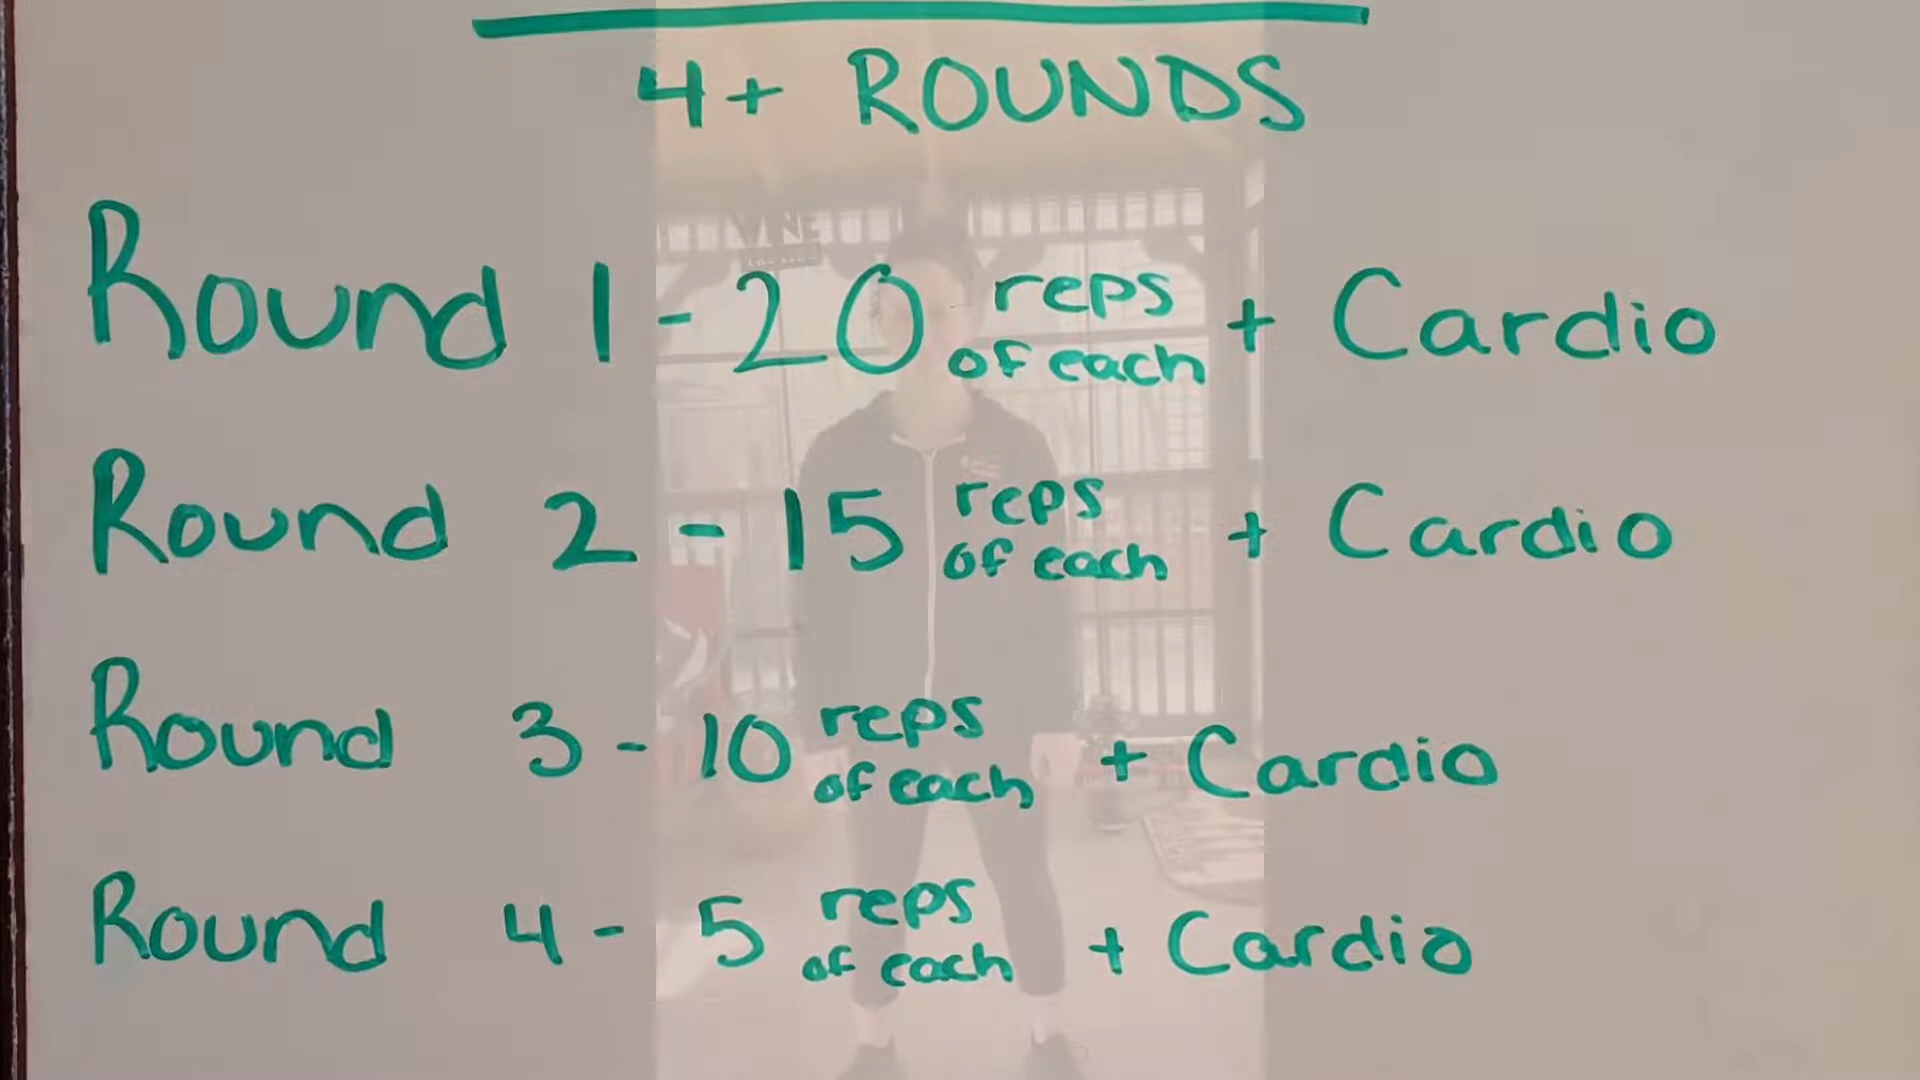 4+ ROUNDS
Round 1 - 20 reps of each + Cardio
Round 2 - 15 reps of each + Cardio
Round 3 - 10 reps of each + Cardio
Round 4 - 5 reps of each + Cardio